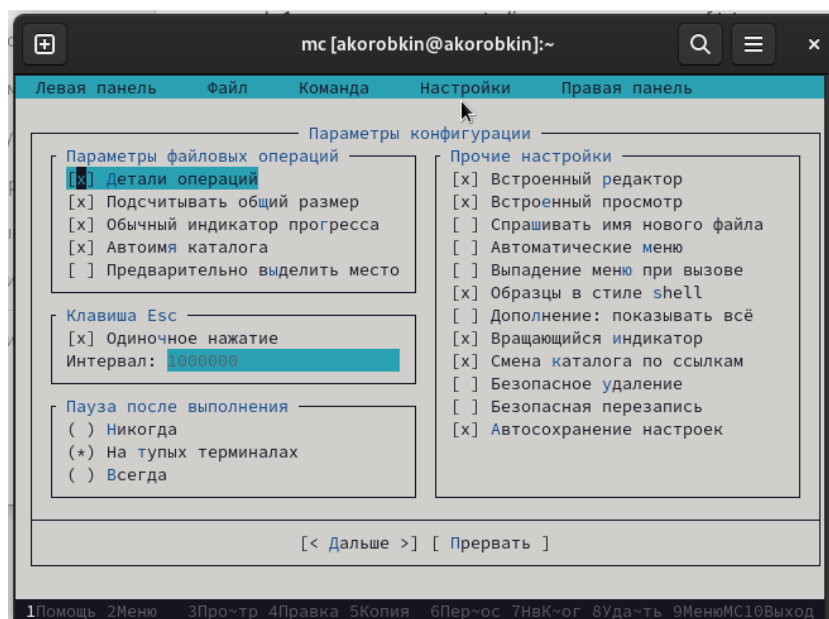 mc [akorobkin@akorobkin]:~
Левая панель Файл Команда Настройки Правая панель
Параметры конфигурации
Параметры файловых операций
[x] Детали операций
[x] Подсчитывать общий размер
[x] Обычный индикатор прогресса
[x] Автоимя каталога
[ ] Предварительно выделить место
Клавиша Esc
[x] Одиночное нажатие
Интервал: 1000000
Пауза после выполнения
( ) Никогда
(*) На тупых терминалах
( ) Всегда
Прочие настройки
[x] Встроенный редактор
[x] Встроенный просмотр
[ ] Спрашивать имя нового файла
[ ] Автоматические меню
[ ] Выпадение меню при вызове
[x] Образцы в стиле shell
[ ] Дополнение: показывать всё
[x] Вращающийся индикатор
[x] Смена каталога по ссылкам
[ ] Безопасное удаление
[ ] Безопасная перезапись
[x] Автосохранение настроек
[< Дальше >] [ Прервать ]
1Помощь 2Меню 3Про~тр 4Правка 5Копия 6Пер~ос 7НвК~ог 8Уда~ть 9МенюMC10Выход